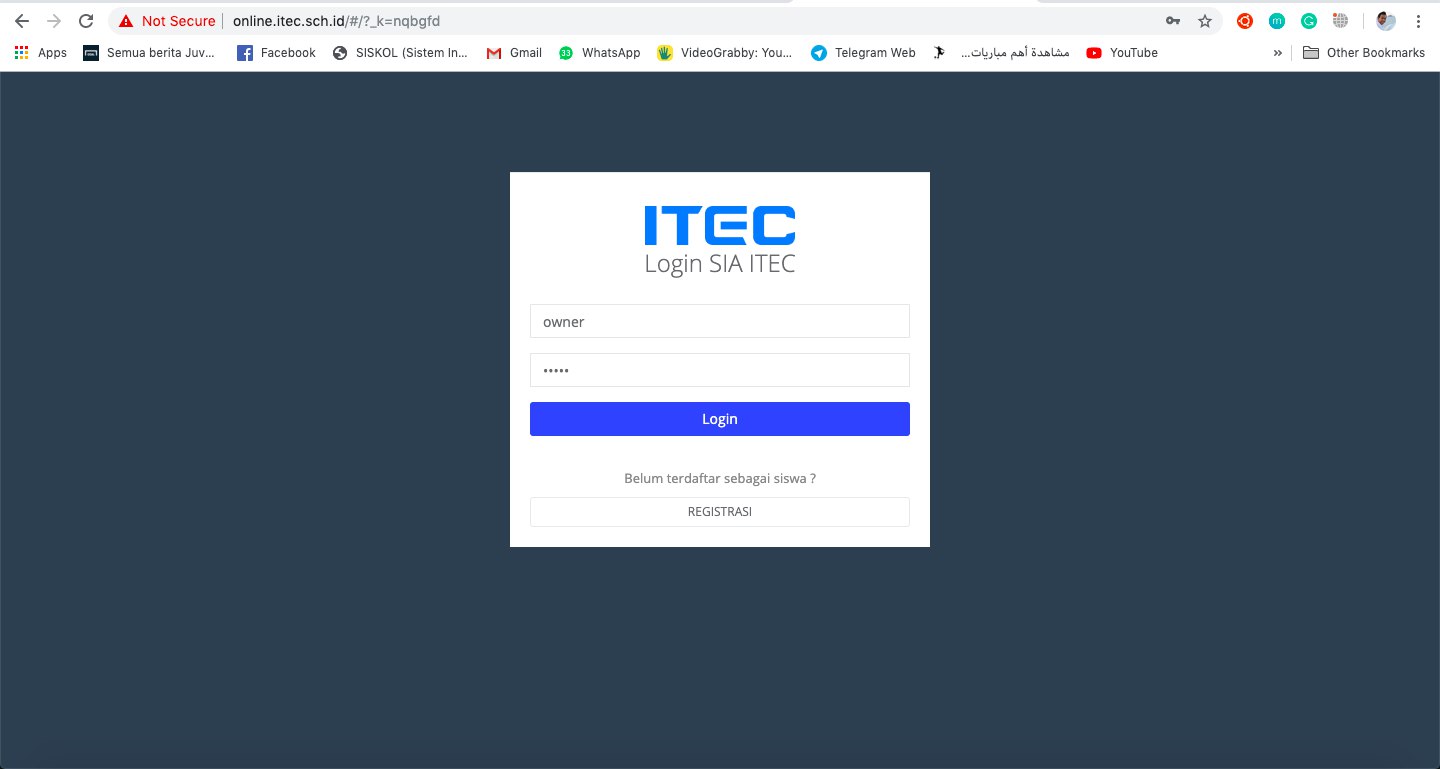 Not Secure online.itec.sch.id/#/?_k=nqbgfd
Apps Semua berita Juv... Facebook SISKOL (Sistem In... Gmail WhatsApp VideoGrabby: You... Telegram Web مشاهدة أهم مباريات... YouTube » Other Bookmarks
ITEC
Login SIA ITEC
owner
•••••
Login
Belum terdaftar sebagai siswa ?
REGISTRASI